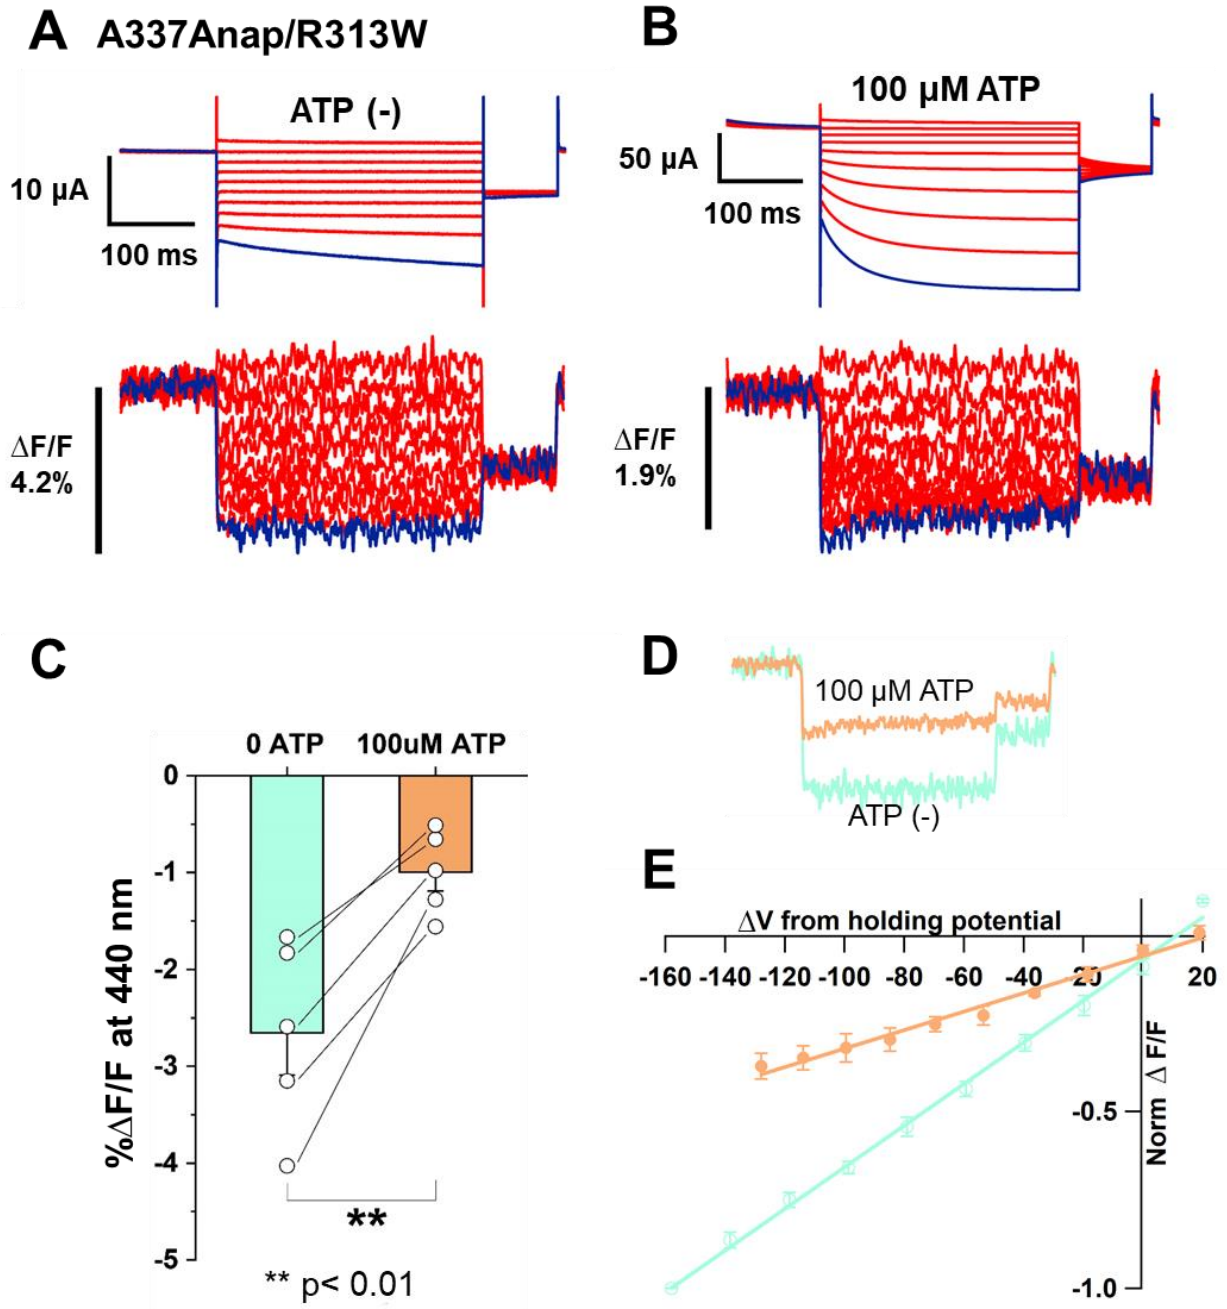 A A337Anap/R313W
ATP (-)
10 µA
100 ms
ΔF/F
4.2%
B
100 µM ATP
50 µA
100 ms
ΔF/F
1.9%
C
0 ATP 100uM ATP
0
-1
-2
-3
-4
-5
%ΔF/F at 440 nm
**
** p< 0.01
D
100 µM ATP
ATP (-)
E
ΔV from holding potential
-160 -140 -120 -100 -80 -60 -40 -20 20
-0.5
-1.0
Norm Δ F/F